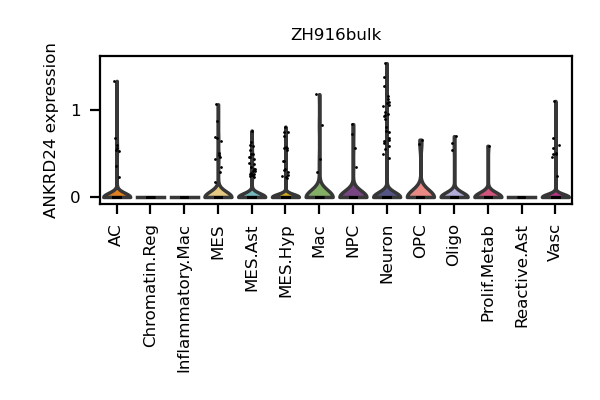 ZH916bulk
ANKRD24 expression
1
0
AC
Chromatin.Reg
Inflammatory.Mac
MES
MES.Ast
MES.Hyp
Mac
NPC
Neuron
OPC
Oligo
Prolif.Metab
Reactive.Ast
Vasc